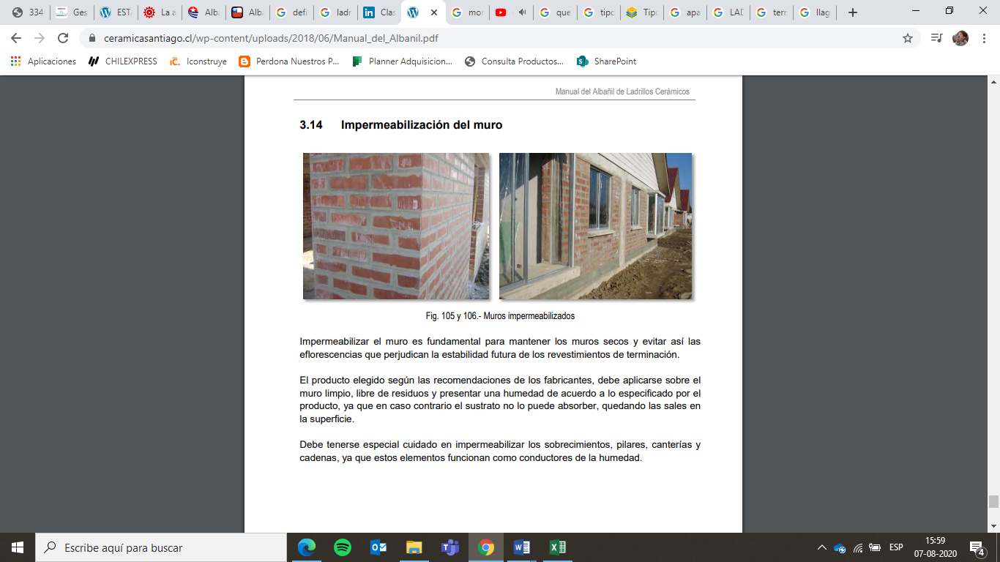 334
Ges
EST
La a
Alba
Alba
defi
ladr
Clas
mor
que
tipo
Tipo
apa
LAD
terr
llag
ceramicasantiago.cl/wp-content/uploads/2018/06/Manual_del_Albanil.pdf
Aplicaciones CHILEXPRESS Iconstruye Perdona Nuestros P... Planner Adquisicion... Consulta Productos... SharePoint
Manual del Albañil de Ladrillos Cerámicos
3.14 Impermeabilización del muro
Fig. 105 y 106.- Muros impermeabilizados
Impermeabilizar el muro es fundamental para mantener los muros secos y evitar así las
eflorescencias que perjudican la estabilidad futura de los revestimientos de terminación.
El producto elegido según las recomendaciones de los fabricantes, debe aplicarse sobre el
muro limpio, libre de residuos y presentar una humedad de acuerdo a lo especificado por el
producto, ya que en caso contrario el sustrato no lo puede absorber, quedando las sales en
la superficie.
Debe tenerse especial cuidado en impermeabilizar los sobrecimientos, pilares, canterías y
cadenas, ya que estos elementos funcionan como conductores de la humedad.
Escribe aquí para buscar
ESP
15:59
07-08-2020
4